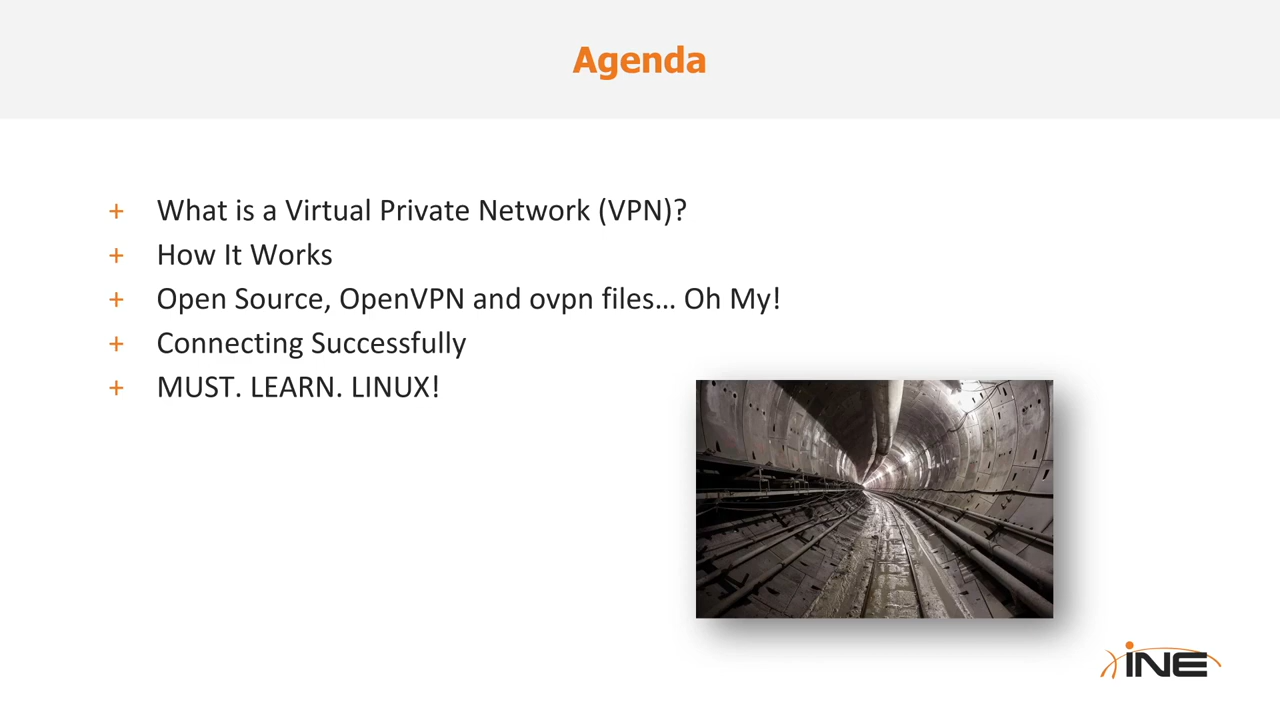 Agenda
+ What is a Virtual Private Network (VPN)?
+ How It Works
+ Open Source, OpenVPN and ovpn files... Oh My!
+ Connecting Successfully
+ MUST. LEARN. LINUX!
iNE